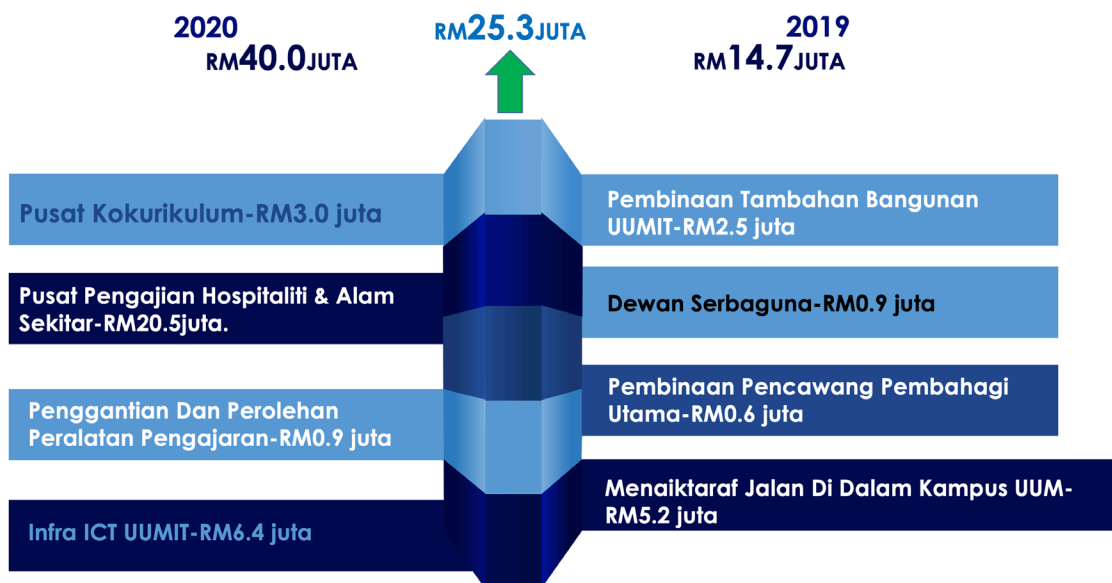 2020
RM40.0JUTA
RM25.3JUTA
2019
RM14.7JUTA
Pusat Kokurikulum-RM3.0 juta
Pusat Pengajian Hospitaliti & Alam
Sekitar-RM20.5juta.
Penggantian Dan Perolehan
Peralatan Pengajaran-RM0.9 juta
Infra ICT UUMIT-RM6.4 juta
Pembinaan Tambahan Bangunan
UUMIT-RM2.5 juta
Dewan Serbaguna-RM0.9 juta
Pembinaan Pencawang Pembahagi
Utama-RM0.6 juta
Menaiktaraf Jalan Di Dalam Kampus UUM-
RM5.2 juta